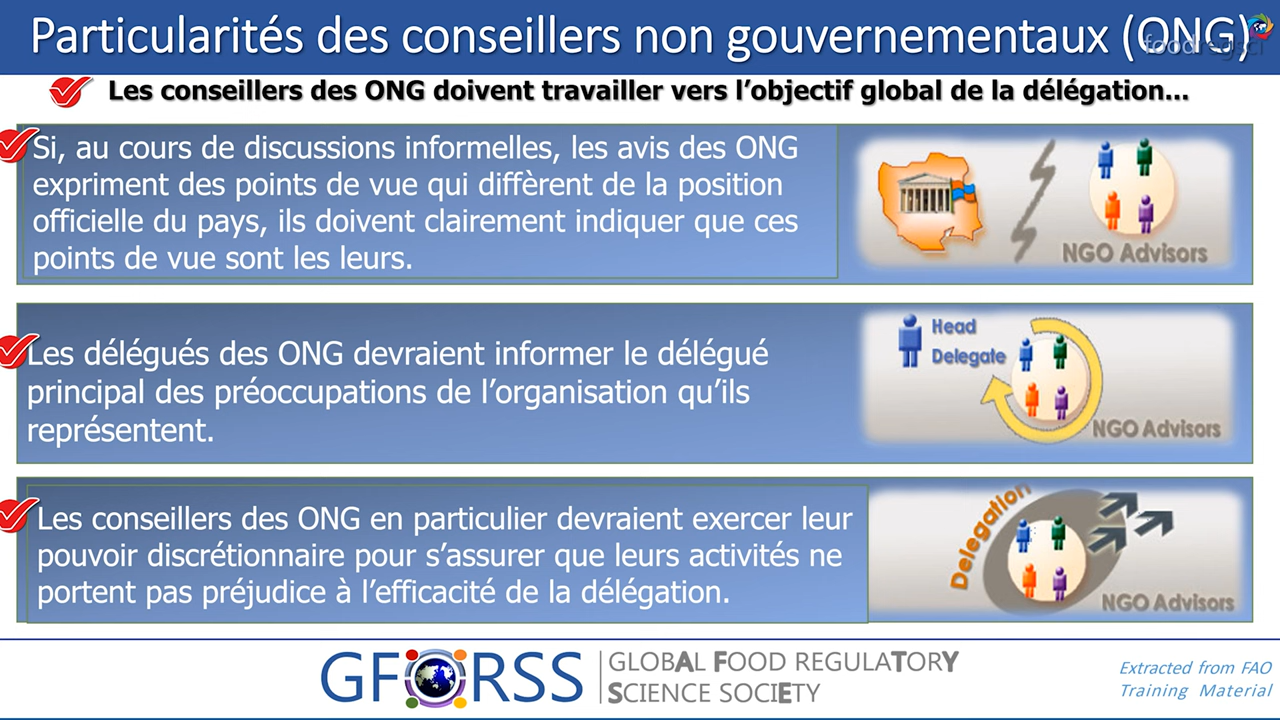 Particularités des conseillers non gouvernementaux (ONG)
Les conseillers des ONG doivent travailler vers l’objectif global de la délégation...
Si, au cours de discussions informelles, les avis des ONG
expriment des points de vue qui diffèrent de la position
officielle du pays, ils doivent clairement indiquer que ces
points de vue sont les leurs.
NGO Advisors
Les délégués des ONG devraient informer le délégué
principal des préoccupations de l’organisation qu’ils
représentent.
Head
Delegate
NGO Advisors
Les conseillers des ONG en particulier devraient exercer leur
pouvoir discrétionnaire pour s’assurer que leurs activités ne
portent pas préjudice à l’efficacité de la délégation.
Delegation
NGO Advisors
GFORSS
GLOBAL FOOD REGULATORY
SCIENCE SOCIETY
Extracted from FAO
Training Material